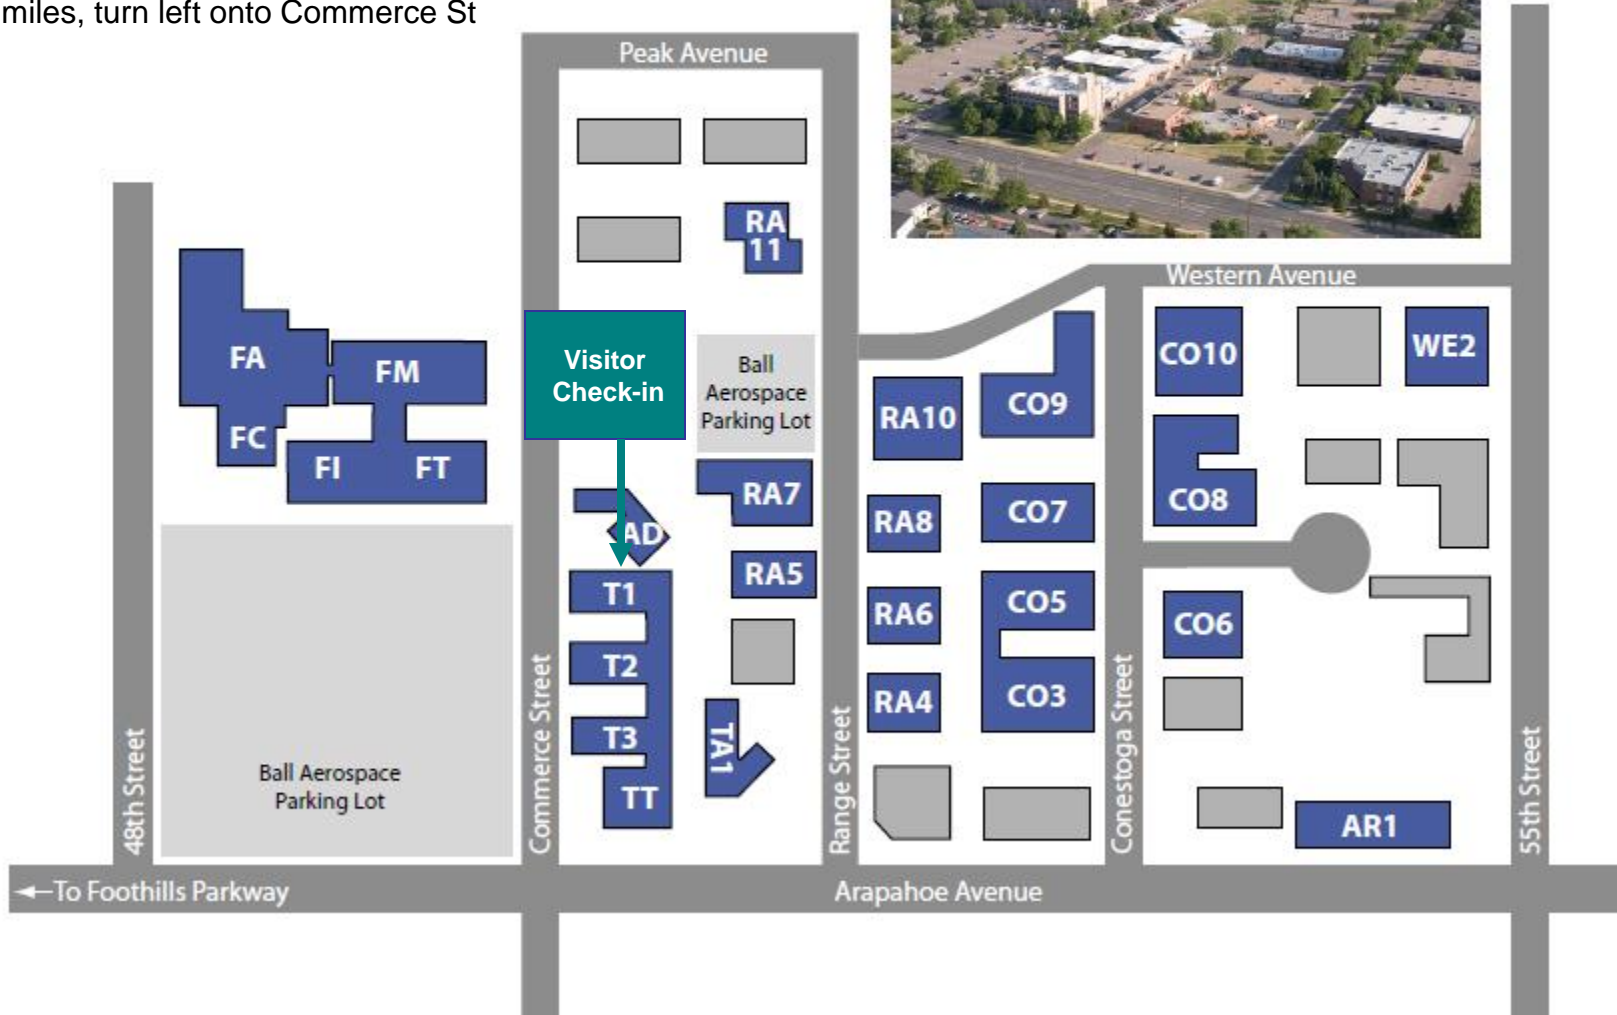 miles, turn left onto Commerce St
Peak Avenue
RA
11
Western Avenue
Visitor
Check-in
Ball
Aerospace
Parking Lot
FA
FM
FC
FI
FT
CO10
WE2
RA10
CO9
RA7
CO8
AD
RA8
CO7
T1
RA5
CO5
RA6
CO6
T2
CO3
RA4
T3
TA1
TT
AR1
Ball Aerospace
Parking Lot
48th Street
Commerce Street
Range Street
Conestoga Street
55th Street
To Foothills Parkway
Arapahoe Avenue